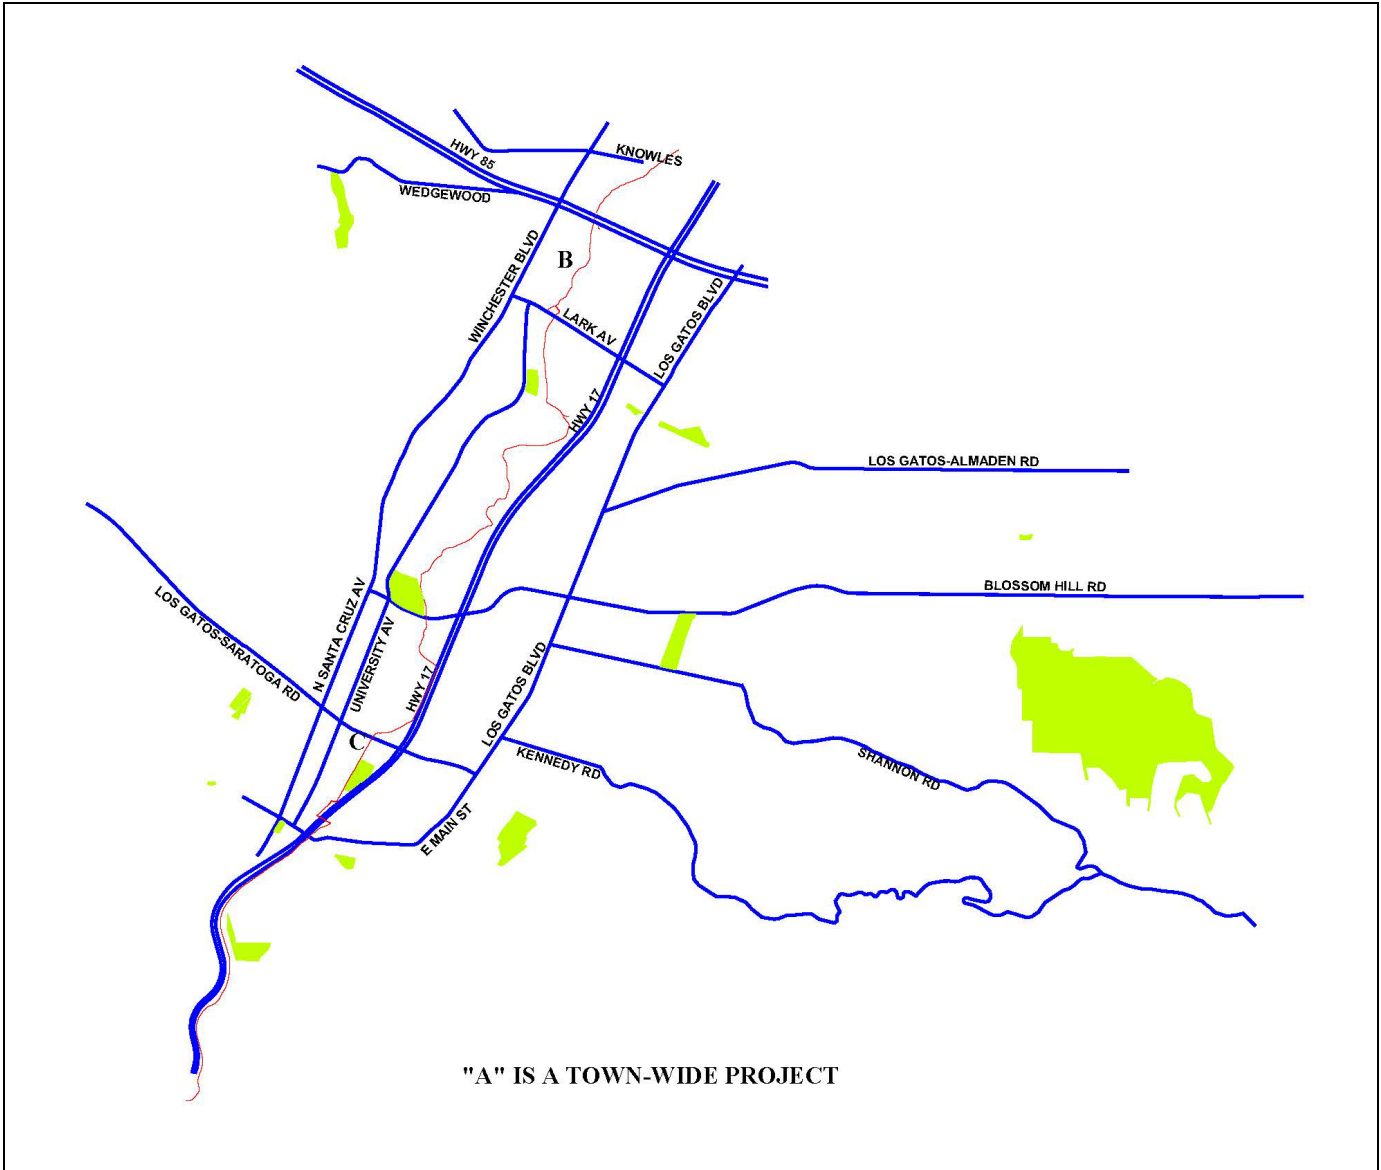 KNOWLES
HWY 85
WEDGEWOOD
B
WINCHESTER BLVD
LARK AV
LOS GATOS BLVD
HWY 17
LOS GATOS-ALMADEN RD
BLOSSOM HILL RD
LOS GATOS-SARATOGA RD
N SANTA CRUZ AV
UNIVERSITY AV
HWY 17
LOS GATOS BLVD
C
KENNEDY RD
SHANNON RD
E MAIN ST
"A" IS A TOWN-WIDE PROJECT